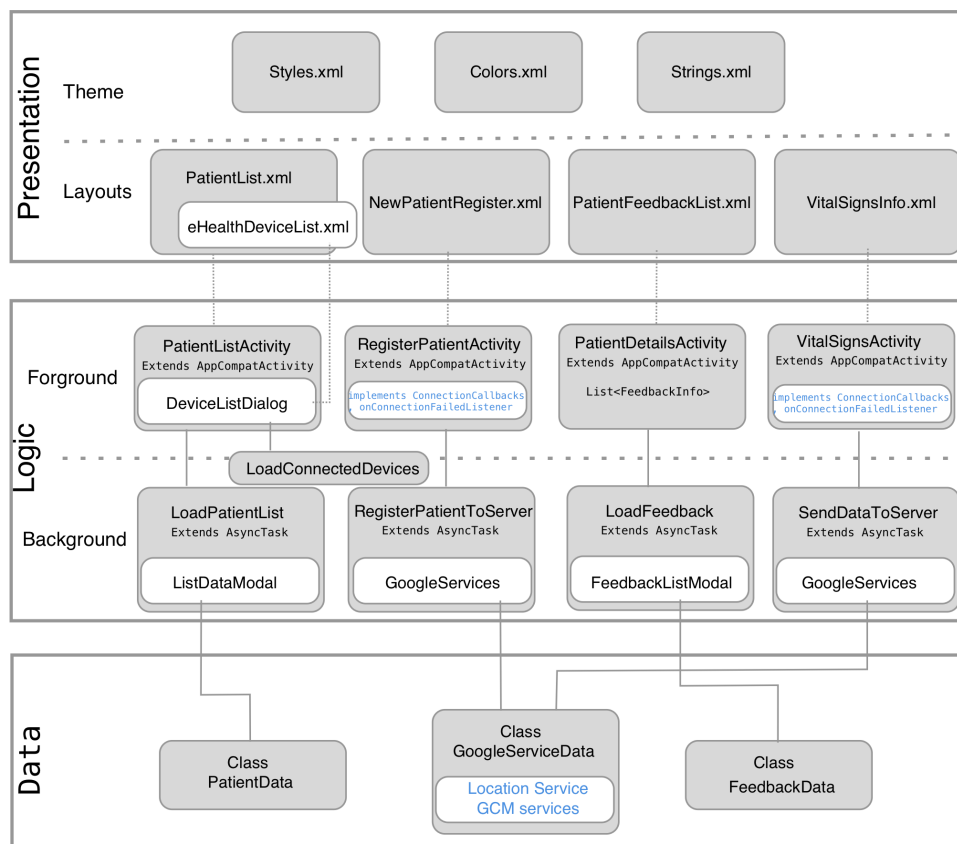 Presentation
Theme
Styles.xml
Colors.xml
Strings.xml
Layouts
PatientList.xml
eHealthDeviceList.xml
NewPatientRegister.xml
PatientFeedbackList.xml
VitalSignsInfo.xml
Logic
Forground
PatientListActivity
Extends AppCompatActivity
DeviceListDialog
RegisterPatientActivity
Extends AppCompatActivity
implements ConnectionCallbacks
, onConnectionFailedListener
PatientDetailsActivity
Extends AppCompatActivity
List<FeedbackInfo>
VitalSignsActivity
Extends AppCompatActivity
implements ConnectionCallbacks
, onConnectionFailedListener
LoadConnectedDevices
Background
LoadPatientList
Extends AsyncTask
ListDataModal
RegisterPatientToServer
Extends AsyncTask
GoogleServices
LoadFeedback
Extends AsyncTask
FeedbackListModal
SendDataToServer
Extends AsyncTask
GoogleServices
Data
Class
PatientData
Class
GoogleServiceData
Location Service
GCM services
Class
FeedbackData